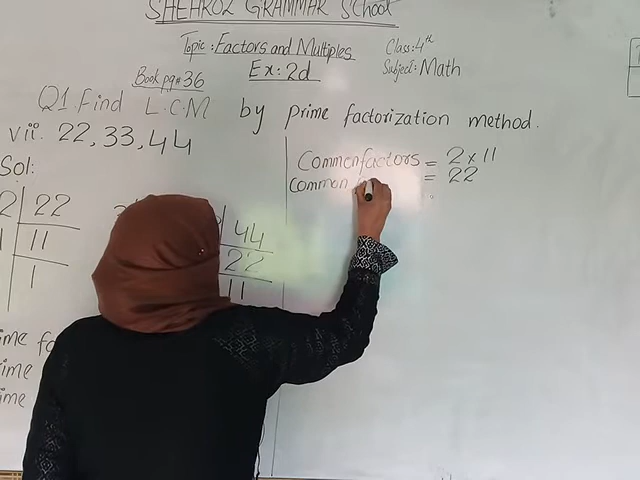 SHEHROZ GRAMMAR SChool
Topic: Factors and Multiples
Class: 4th
Book pg# 36
Ex: 2d
Subject: Math
Q1. Find L.C.M by prime factorization method.
vii. 22, 33, 44
Sol:
Commen factors = 2 x 11
common = 22
2 22
11
1
44
22
11